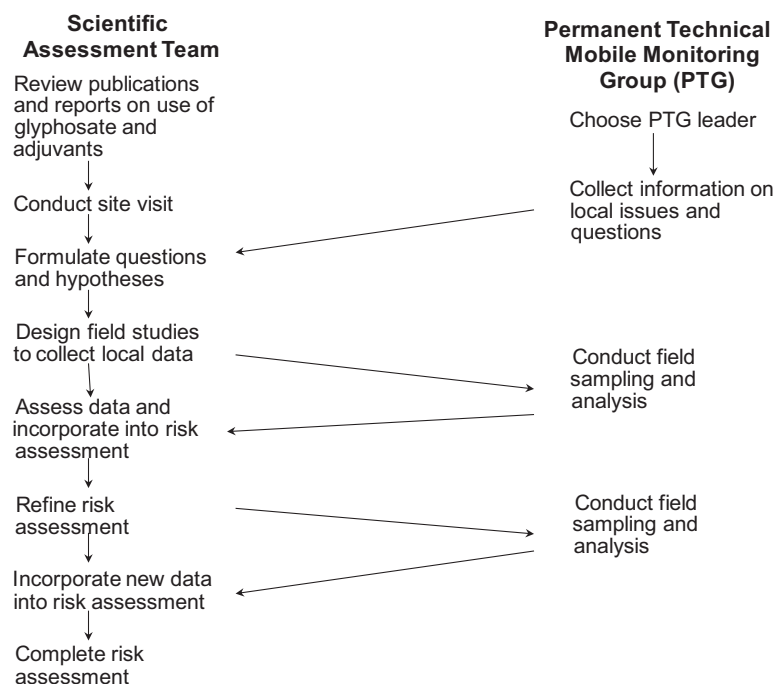 Scientific
Assessment Team
Review publications
and reports on use of
glyphosate and
adjuvants
Conduct site visit
Formulate questions
and hypotheses
Design field studies
to collect local data
Assess data and
incorporate into risk
assessment
Refine risk
assessment
Incorporate new data
into risk assessment
Complete risk
assessment
Permanent Technical
Mobile Monitoring
Group (PTG)
Choose PTG leader
Collect information on
local issues and
questions
Conduct field
sampling and
analysis
Conduct field
sampling and
analysis